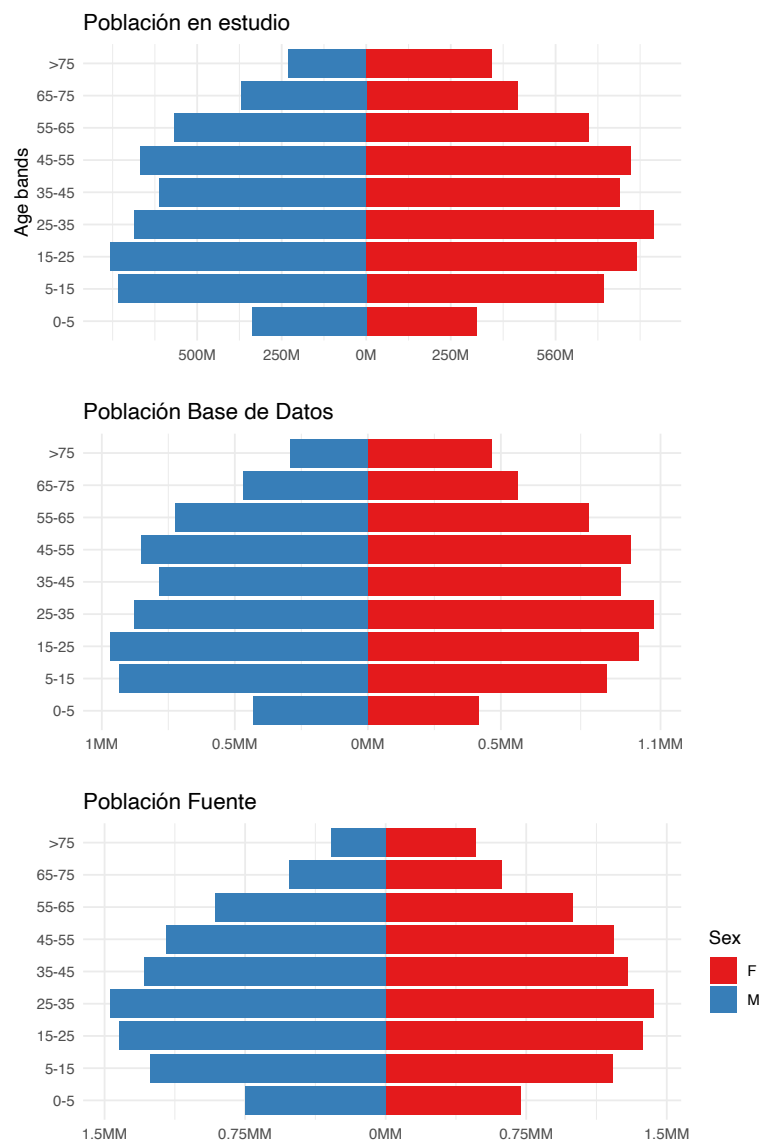 Población en estudio
Age bands
>75
65-75
55-65
45-55
35-45
25-35
15-25
5-15
0-5
500M 250M 0M 250M 560M
Población Base de Datos
>75
65-75
55-65
45-55
35-45
25-35
15-25
5-15
0-5
1MM 0.5MM 0MM 0.5MM 1.1MM
Población Fuente
>75
65-75
55-65
45-55
35-45
25-35
15-25
5-15
0-5
1.5MM 0.75MM 0MM 0.75MM 1.5MM
Sex
F
M